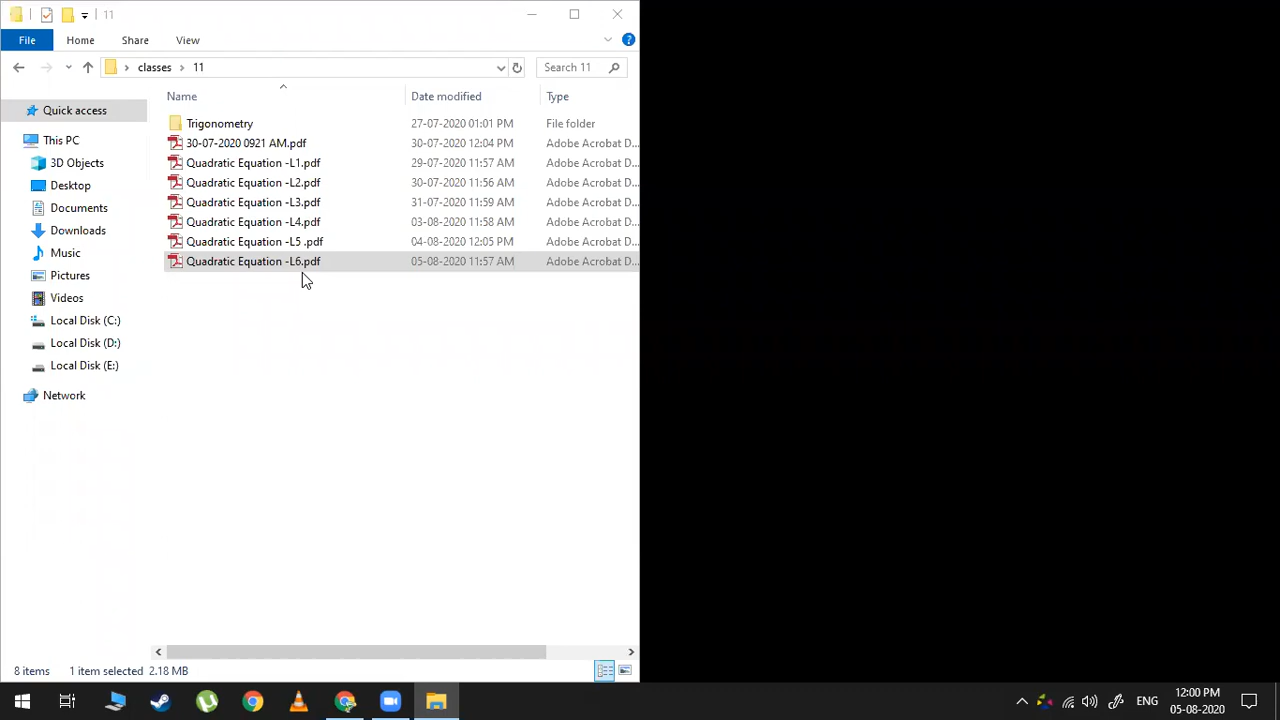 11
File Home Share View
classes 11 Search 11
Name Date modified Type
Quick access
This PC
3D Objects
Desktop
Documents
Downloads
Music
Pictures
Videos
Local Disk (C:)
Local Disk (D:)
Local Disk (E:)
Network
Trigonometry 27-07-2020 01:01 PM File folder
30-07-2020 0921 AM.pdf 30-07-2020 12:04 PM Adobe Acrobat D...
Quadratic Equation -L1.pdf 29-07-2020 11:57 AM Adobe Acrobat D...
Quadratic Equation -L2.pdf 30-07-2020 11:56 AM Adobe Acrobat D...
Quadratic Equation -L3.pdf 31-07-2020 11:59 AM Adobe Acrobat D...
Quadratic Equation -L4.pdf 03-08-2020 11:58 AM Adobe Acrobat D...
Quadratic Equation -L5 .pdf 04-08-2020 12:05 PM Adobe Acrobat D...
Quadratic Equation -L6.pdf 05-08-2020 11:57 AM Adobe Acrobat D...
8 items 1 item selected 2.18 MB
ENG
12:00 PM
05-08-2020